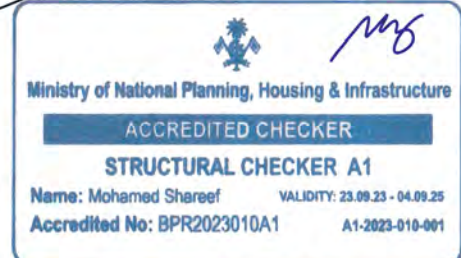 Ministry of National Planning, Housing & Infrastructure
ACCREDITED CHECKER
STRUCTURAL CHECKER A1
Name: Mohamed Shareef VALIDITY: 23.09.23 - 04.09.25
Accredited No: BPR2023010A1 A1-2023-010-001